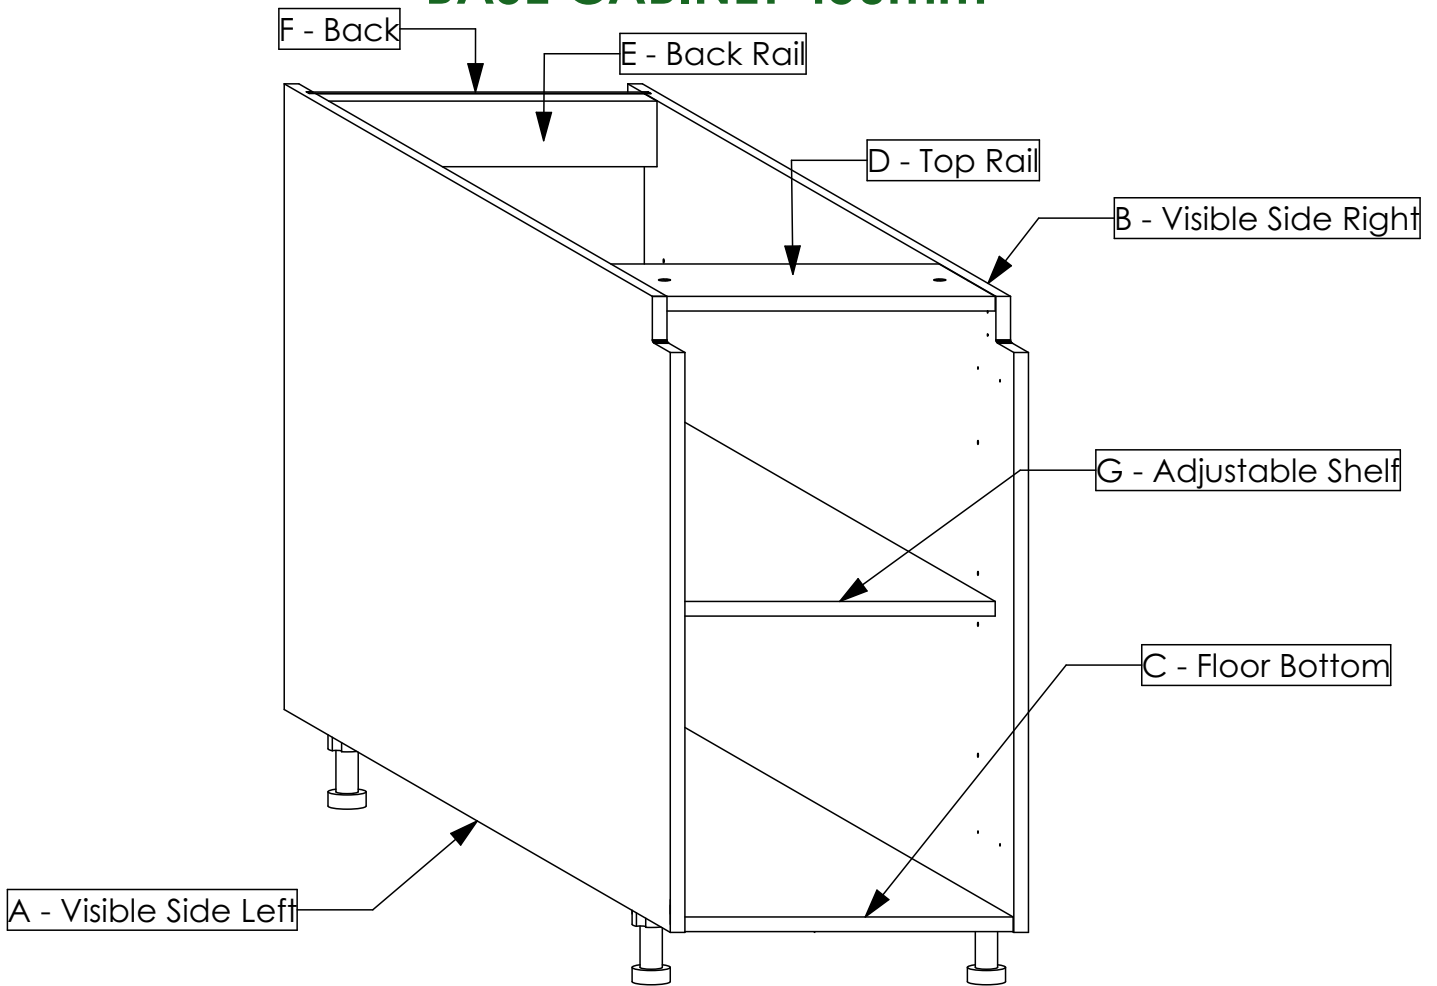 F - Back
E - Back Rail
D - Top Rail
B - Visible Side Right
G - Adjustable Shelf
C - Floor Bottom
A - Visible Side Left